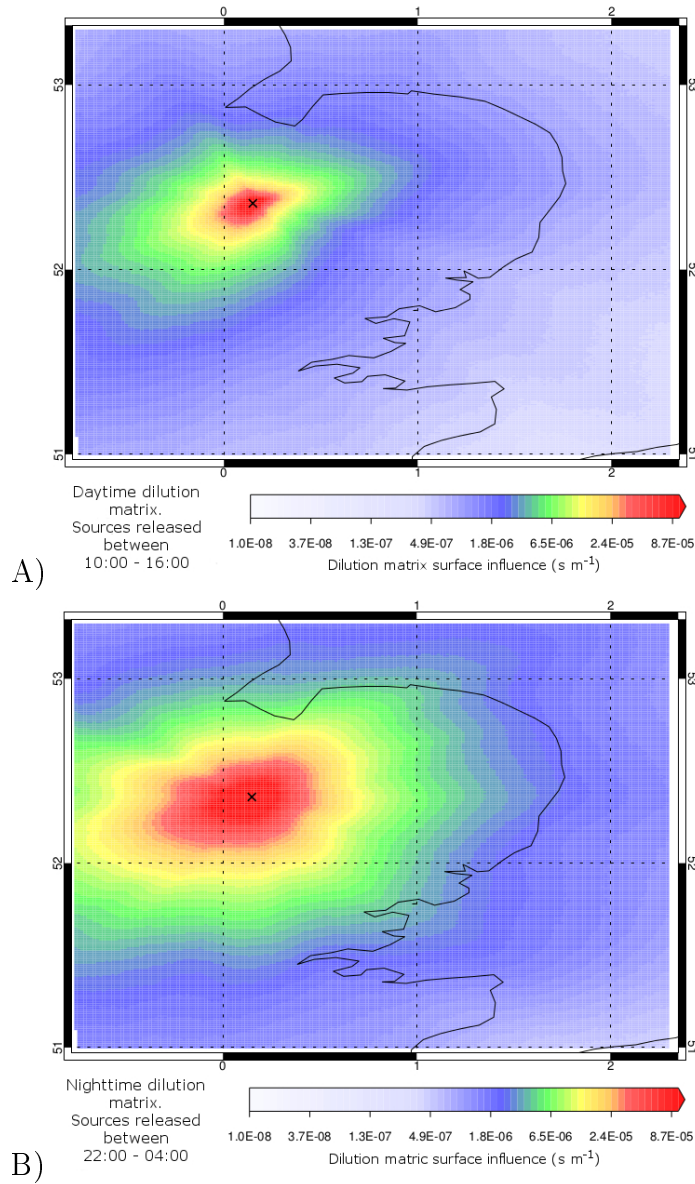 0 1 2
53 53
52 52
51 51
0 1 2
Daytime dilution
matrix.
Sources released
between
10:00 - 16:00
1.0E-08 3.7E-08 1.3E-07 4.9E-07 1.8E-06 6.5E-06 2.4E-05 8.7E-05
Dilution matrix surface influence (s m⁻¹)
A)
0 1 2
53 53
52 52
51 51
0 1 2
Nighttime dilution
matrix.
Sources released
between
22:00 - 04:00
1.0E-08 3.7E-08 1.3E-07 4.9E-07 1.8E-06 6.5E-06 2.4E-05 8.7E-05
Dilution matric surface influence (s m⁻¹)
B)